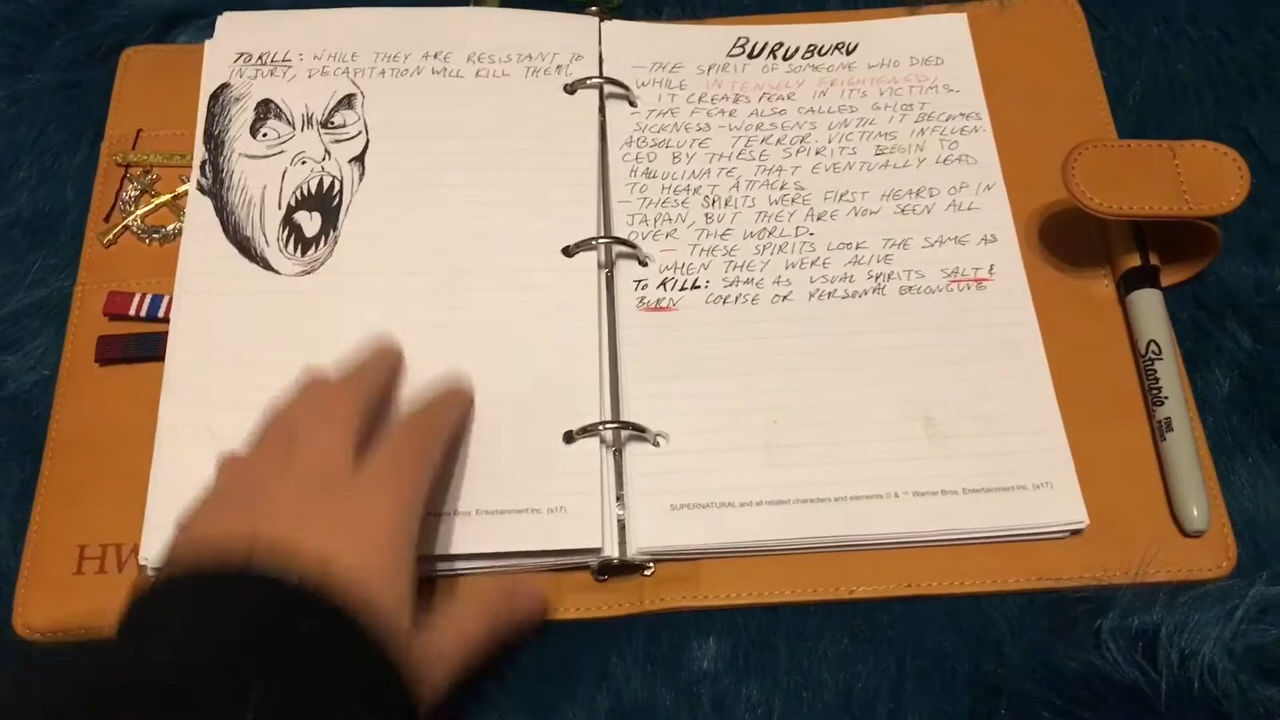 TO KILL: WHILE THEY ARE RESISTANT TO
INJURY, DECAPITATION WILL KILL THEM.
Bros. Entertainment Inc. (s17).
HW
BURUBURU
-THE SPIRIT OF SOMEONE WHO DIED
WHILE INTENSELY FRIGHTENED,
IT CREATES FEAR IN IT'S VICTIMS.
-THE FEAR ALSO CALLED GHOST
SICKNESS-WORSENS UNTIL IT BECOMES
ABSOLUTE TERROR. VICTIMS INFLUEN-
CED BY THESE SPIRITS BEGIN TO
HALLUCINATE, THAT EVENTUALLY LEAD
TO HEART ATTACKS
-THESE SPIRITS WERE FIRST HEARD OF IN
JAPAN, BUT THEY ARE NOW SEEN ALL
OVER THE WORLD.
- THESE SPIRITS LOOK THE SAME AS
WHEN THEY WERE ALIVE
TO KILL: SAME AS USUAL SPIRITS SALT &
BURN CORPSE OR PERSONAL BELONGING
SUPERNATURAL and all related characters and elements © & ™ Warner Bros. Entertainment Inc. (s17)
Sharpie.
FINE
POINT